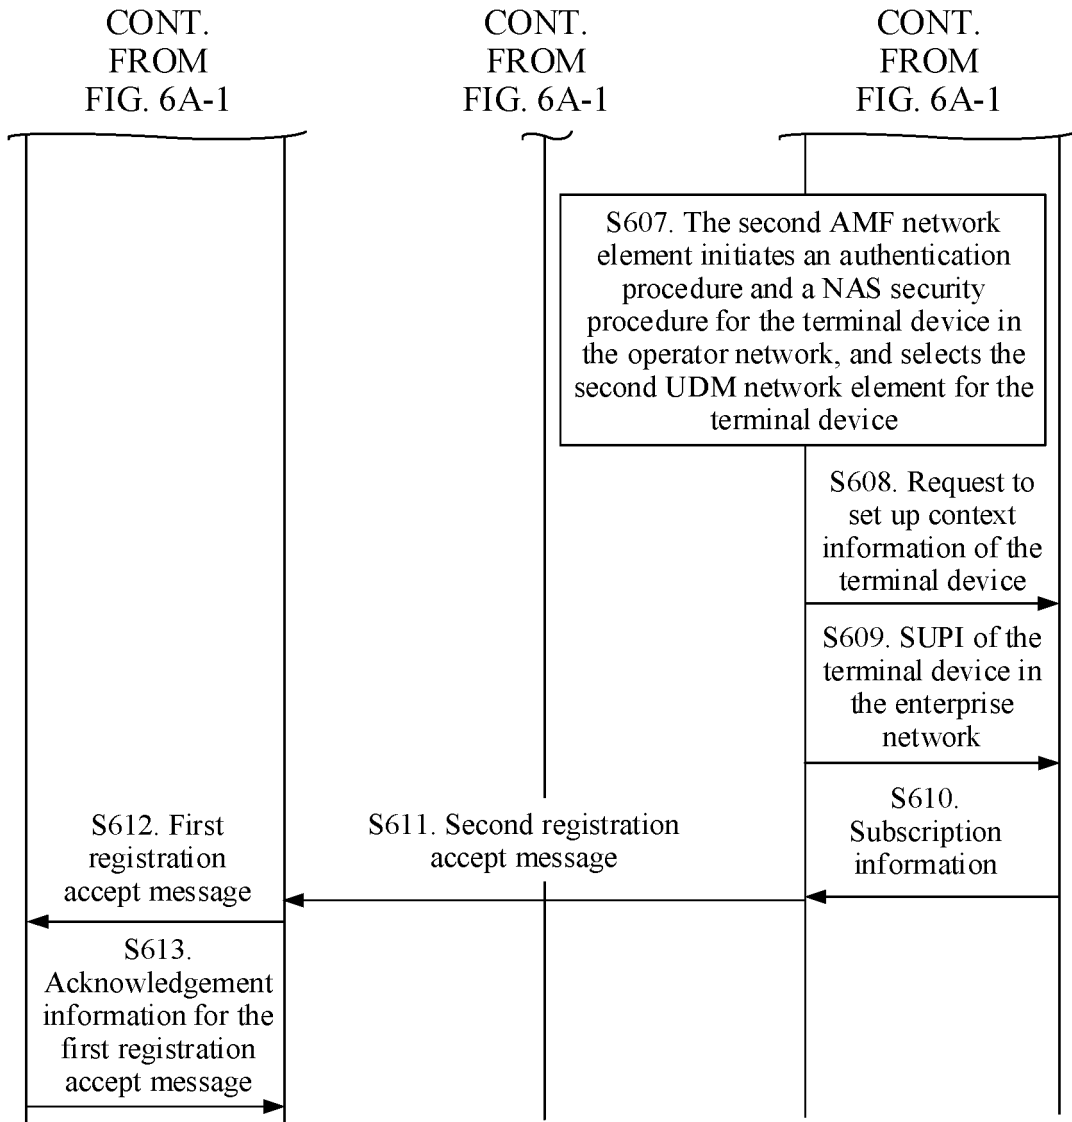 CONT.
FROM
FIG. 6A-1
CONT.
FROM
FIG. 6A-1
CONT.
FROM
FIG. 6A-1
S607. The second AMF network
element initiates an authentication
procedure and a NAS security
procedure for the terminal device in
the operator network, and selects the
second UDM network element for the
terminal device
S608. Request to
set up context
information of the
terminal device
S609. SUPI of the
terminal device in
the enterprise
network
S610.
Subscription
information
S611. Second registration
accept message
S612. First
registration
accept message
S613.
Acknowledgement
information for the
first registration
accept message